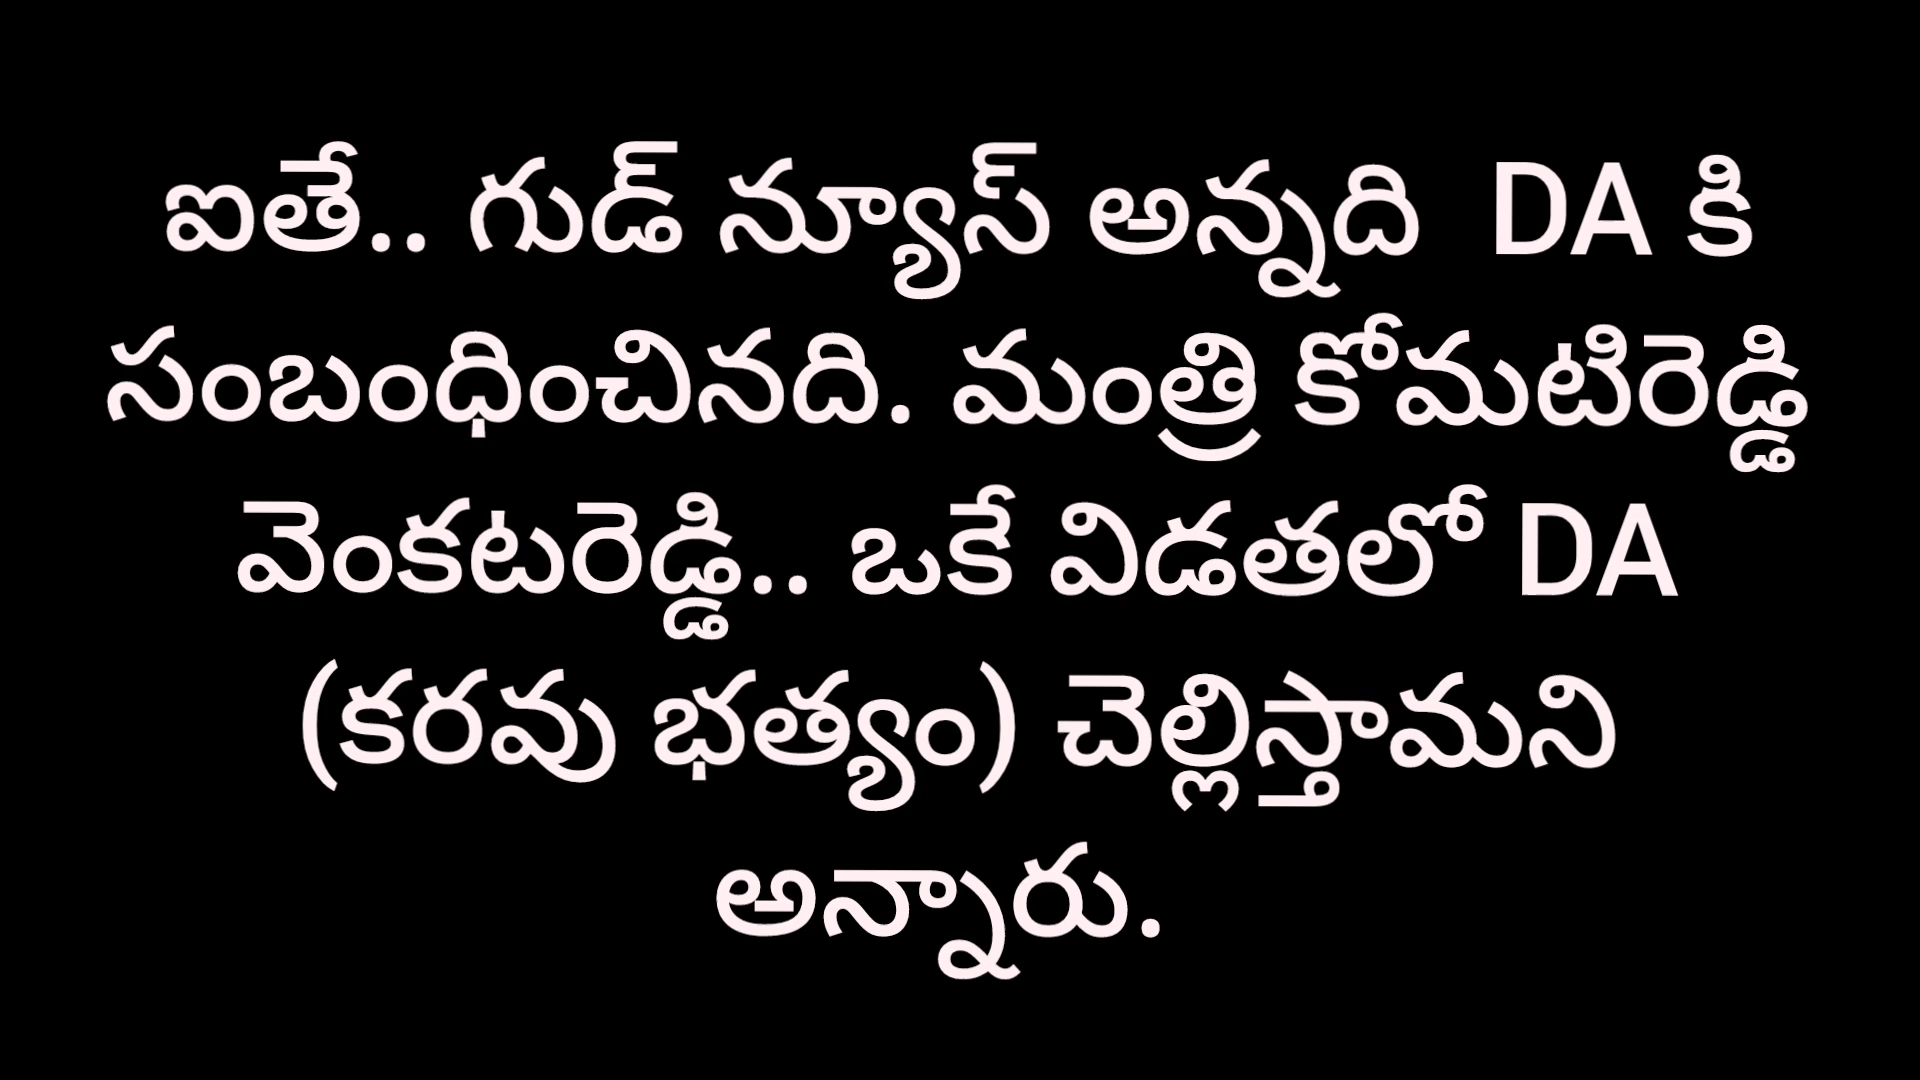 ఐతే.. గుడ్ న్యూస్ అన్నది  DA కి
సంబంధించినది. మంత్రి కోమటిరెడ్డి
వెంకటరెడ్డి.. ఒకే విడతలో DA
(కరవు భత్యం) చెల్లిస్తామని
అన్నారు.